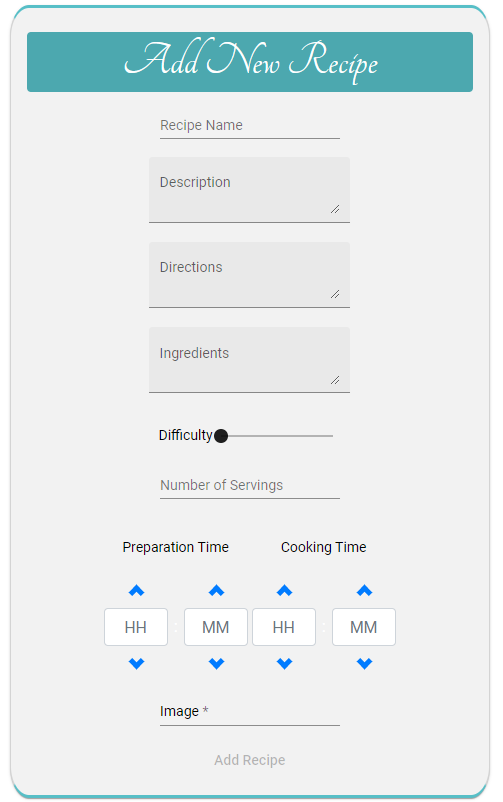 Add New Recipe
Recipe Name
Description
Directions
Ingredients
Difficulty
Number of Servings
Preparation Time Cooking Time
HH : MM HH : MM
Image *
Add Recipe